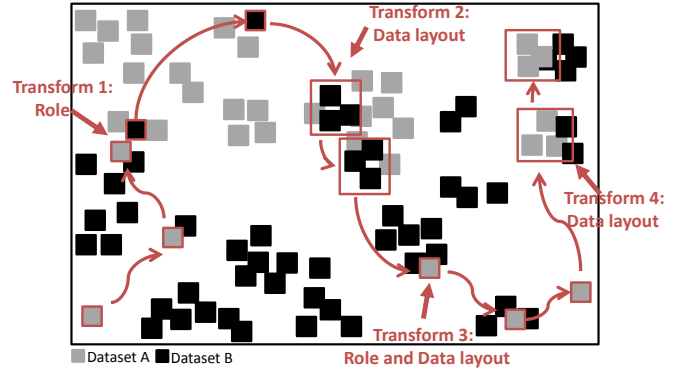 Transform 2:
Data layout
Transform 1:
Role
Transform 4:
Data layout
Transform 3:
Role and Data layout
Dataset A Dataset B